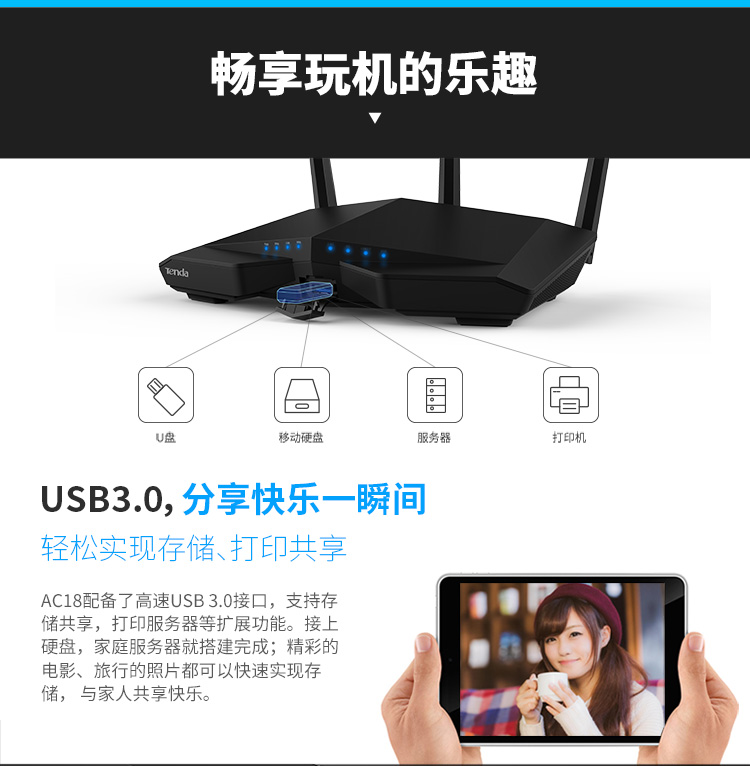 畅享玩机的乐趣
Tenda
U盘
移动硬盘
服务器
打印机
USB3.0, 分享快乐一瞬间
轻松实现存储、打印共享
AC18配备了高速USB 3.0接口，支持存
储共享，打印服务器等扩展功能。接上
硬盘，家庭服务器就搭建完成；精彩的
电影、旅行的照片都可以快速实现存
储， 与家人共享快乐。